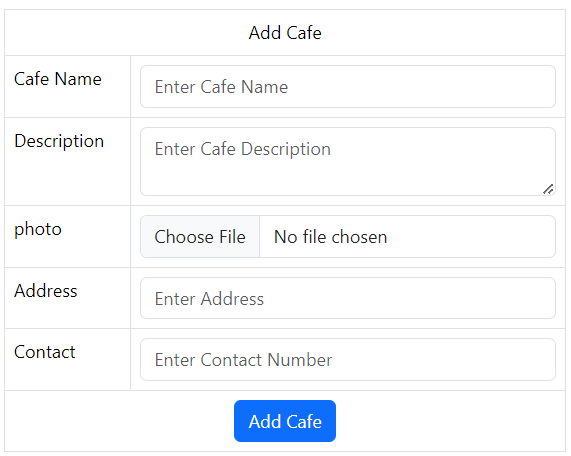 Add Cafe
Cafe Name
Enter Cafe Name
Description
Enter Cafe Description
photo
Choose File
No file chosen
Address
Enter Address
Contact
Enter Contact Number
Add Cafe